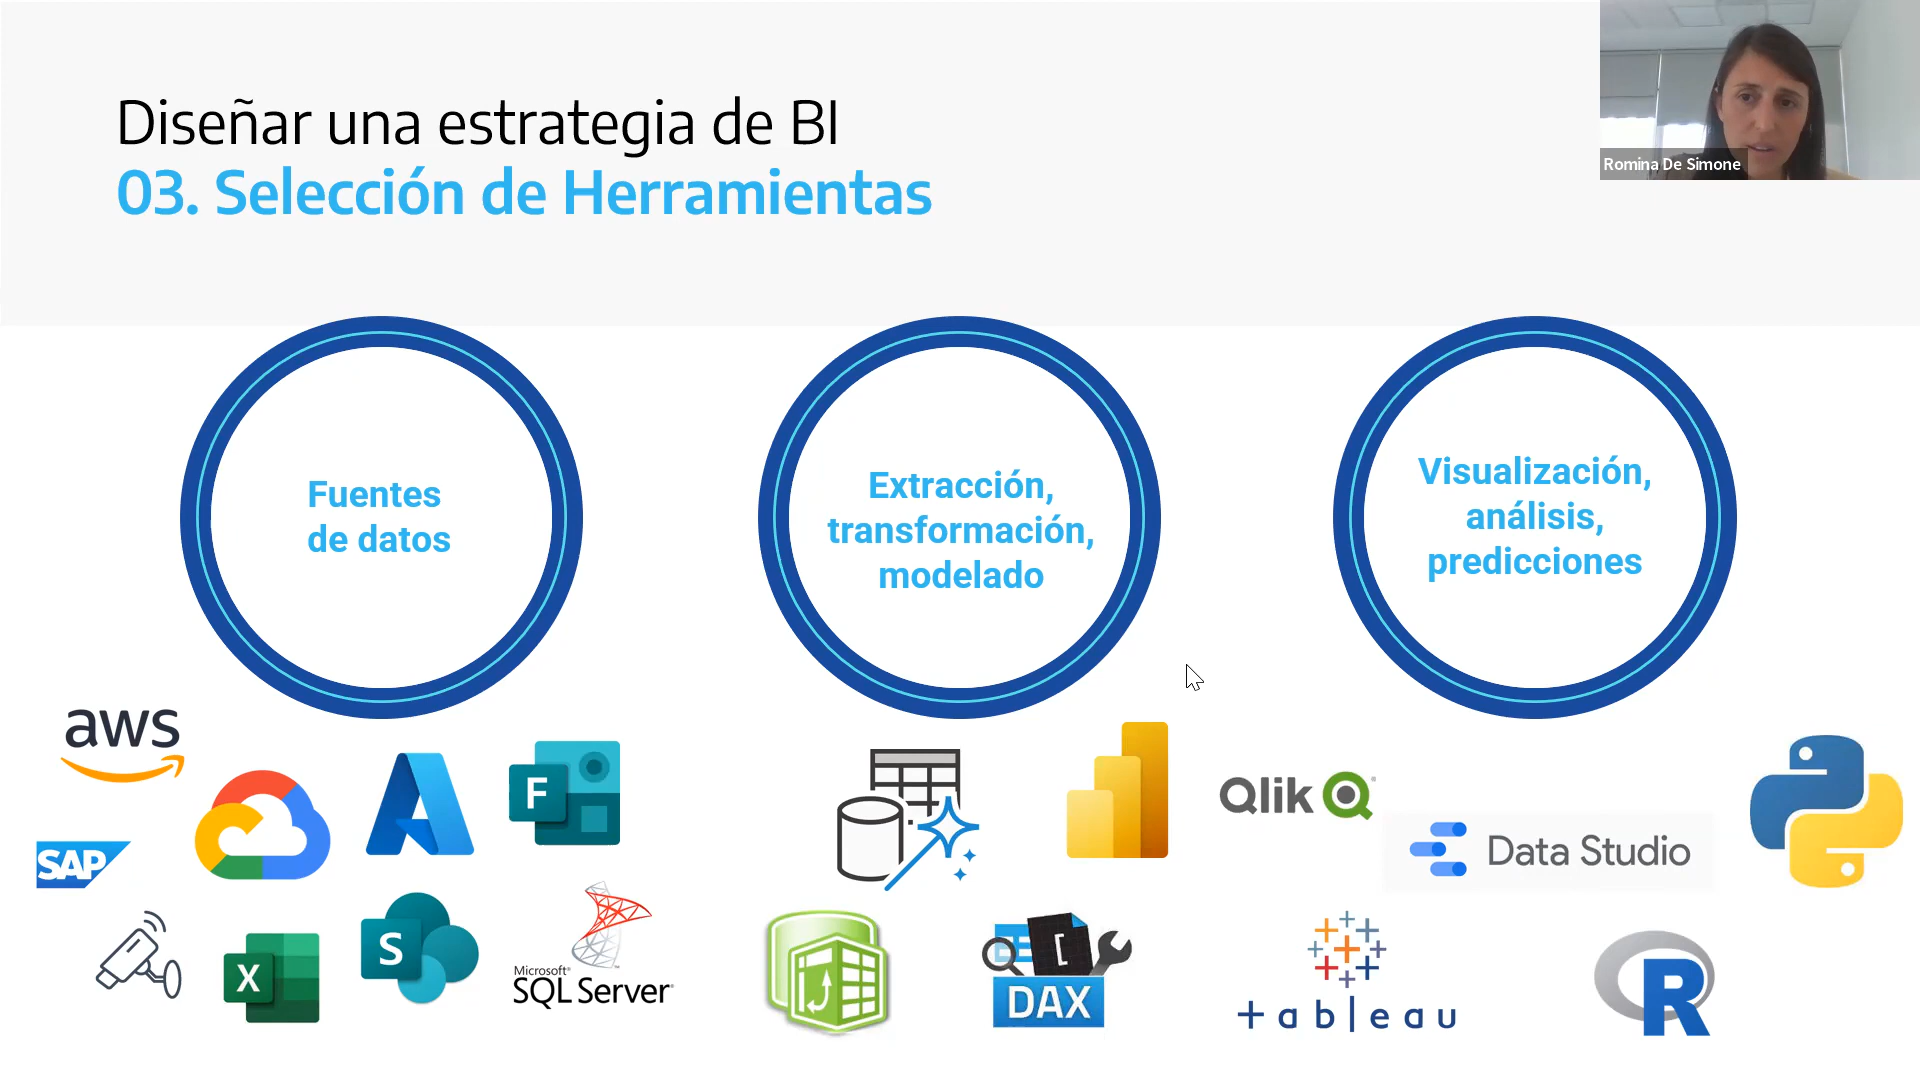 Diseñar una estrategia de BI
03. Selección de Herramientas
Romina De Simone
Fuentes
de datos
Extracción,
transformación,
modelado
Visualización,
análisis,
predicciones
aws
SAP
F
X
S
Microsoft®
SQL Server®
[
DAX
Qlik Q®
Data Studio
+ a b | e a u
R